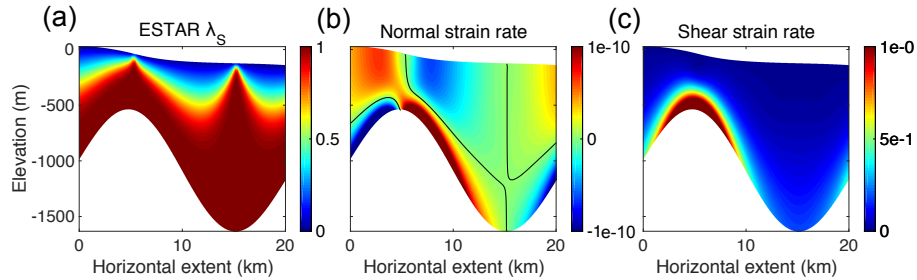 (a) ESTAR λS
(b) Normal strain rate
(c) Shear strain rate
Elevation (m)
0
-500
-1000
-1500
0 10 20
Horizontal extent (km)
1
0.5
0
0 10 20
Horizontal extent (km)
1e-10
0
-1e-10
0 10 20
Horizontal extent (km)
1e-0
5e-1
0